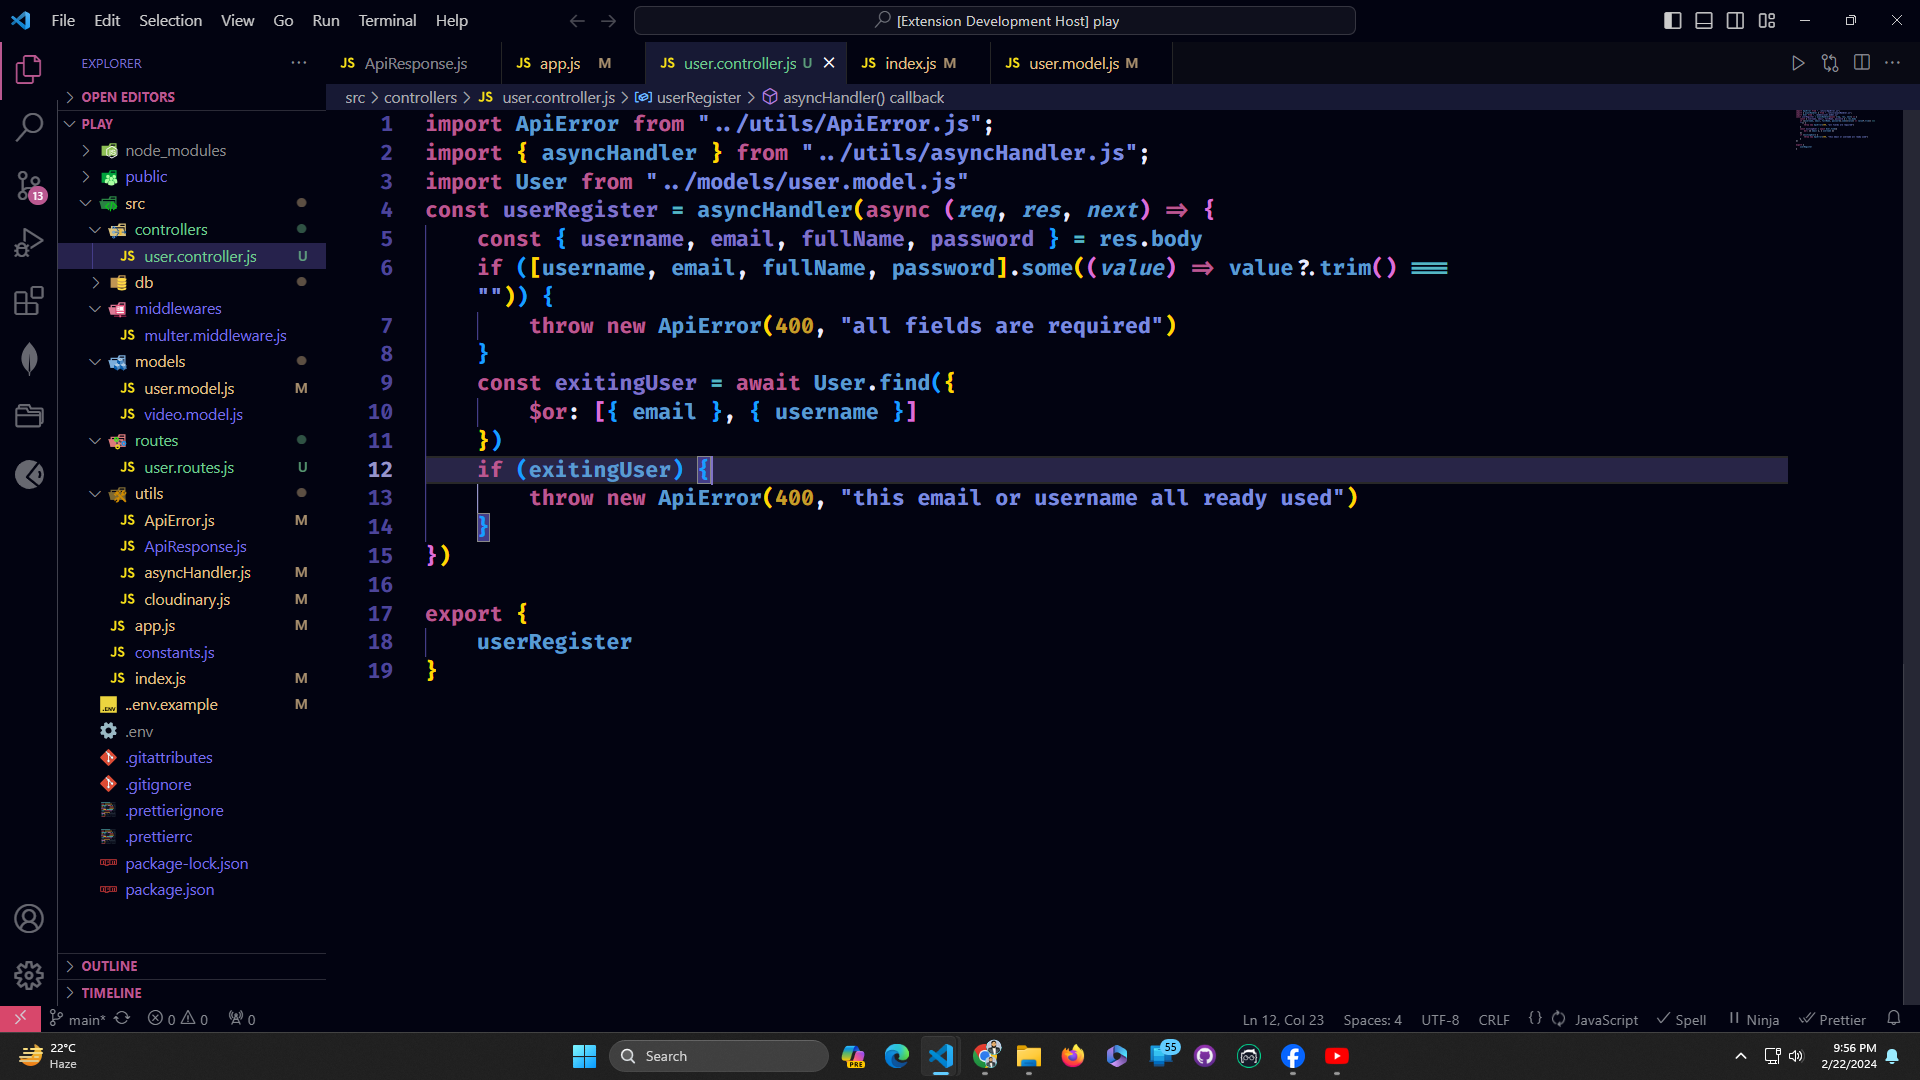 File Edit Selection View Go Run Terminal Help
[Extension Development Host] play
EXPLORER
OPEN EDITORS
PLAY
node_modules
public
src
controllers
JS user.controller.js U
db
middlewares
JS multer.middleware.js
models
JS user.model.js M
JS video.model.js
routes
JS user.routes.js U
utils
JS ApiError.js M
JS ApiResponse.js
JS asyncHandler.js M
JS cloudinary.js M
JS app.js M
JS constants.js
JS index.js M
..env.example M
.env
.gitattributes
.gitignore
.prettierignore
.prettierrc
package-lock.json
package.json
OUTLINE
TIMELINE
13
JS ApiResponse.js JS app.js M JS user.controller.js U JS index.js M JS user.model.js M
src > controllers > JS user.controller.js > userRegister > asyncHandler() callback
1 import ApiError from "../utils/ApiError.js";
2 import { asyncHandler } from "../utils/asyncHandler.js";
3 import User from "../models/user.model.js"
4 const userRegister = asyncHandler(async (req, res, next) => {
5 const { username, email, fullName, password } = res.body
6 if ([username, email, fullName, password].some((value) => value?.trim() ===
"")) {
7 throw new ApiError(400, "all fields are required")
8 }
9 const exitingUser = await User.find({
10 $or: [{ email }, { username }]
11 })
12 if (exitingUser) {
13 throw new ApiError(400, "this email or username all ready used")
14 }
15 })
16
17 export {
18 userRegister
19 }
main* 0 0 0
Ln 12, Col 23 Spaces: 4 UTF-8 CRLF {} JavaScript Spell Ninja Prettier
22°C
Haze
Search
PRE
55
9:56 PM
2/22/2024